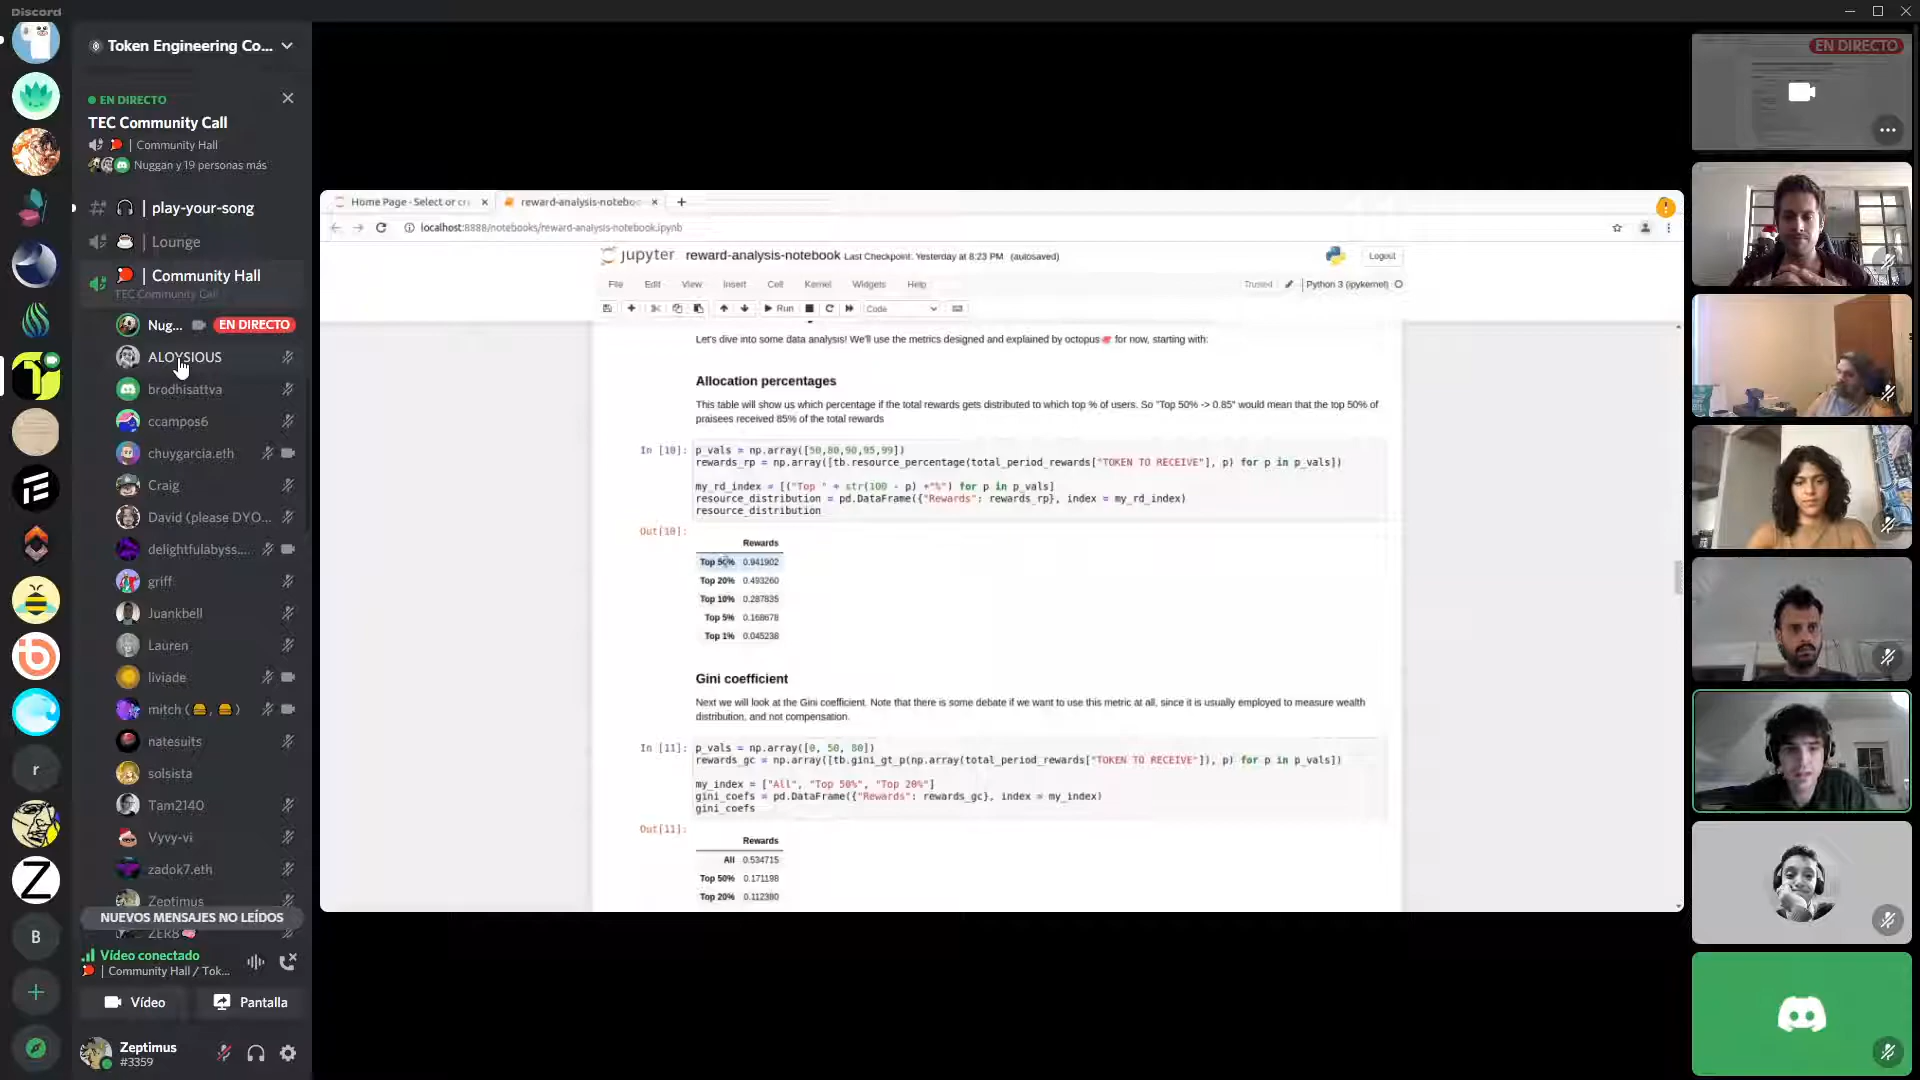 Discord
Token Engineering Co...
EN DIRECTO
TEC Community Call
| Community Hall
Nuggan y 19 personas más
| play-your-song
| Lounge
| Community Hall
TEC Community Call
Nug... EN DIRECTO
ALOYSIOUS
brodhisattva
ccampos6
chuygarcia.eth
Craig
David (please DYO...
delightfulabyss....
griff
Juankbell
Lauren
liviade
mitch (🍔, 🍔)
natesuits
solsista
Tam2140
Vyvy-vi
zadok7.eth
Zeptimus
NUEVOS MENSAJES NO LEÍDOS
ZER8
Vídeo conectado
| Community Hall / Tok...
Vídeo Pantalla
Zeptimus
#3359
r
Z
B
Home Page - Select or cr
reward-analysis-noteboo
localhost:8888/notebooks/reward-analysis-notebook.ipynb
jupyter reward-analysis-notebook Last Checkpoint: Yesterday at 8:23 PM (autosaved)
Logout
File Edit View Insert Cell Kernel Widgets Help
Trusted Python 3 (ipykernel)
Run Code
Let's dive into some data analysis! We'll use the metrics designed and explained by octopus🐙 for now, starting with:
Allocation percentages
This table will show us which percentage if the total rewards gets distributed to which top % of users. So "Top 50% -> 0.85" would mean that the top 50% of
praisees received 85% of the total rewards
In [10]: p_vals = np.array([50,80,90,95,99])
rewards_rp = np.array([tb.resource_percentage(total_period_rewards["TOKEN TO RECEIVE"], p) for p in p_vals])
my_rd_index = [("Top " + str(100 - p) +"%") for p in p_vals]
resource_distribution = pd.DataFrame({"Rewards": rewards_rp}, index = my_rd_index)
resource_distribution
Out[10]:
Rewards
Top 50% 0.941902
Top 20% 0.493260
Top 10% 0.287835
Top 5% 0.168678
Top 1% 0.045238
Gini coefficient
Next we will look at the Gini coefficient. Note that there is some debate if we want to use this metric at all, since it is usually employed to measure wealth
distribution, and not compensation.
In [11]: p_vals = np.array([0, 50, 80])
rewards_gc = np.array([tb.gini_gt_p(np.array(total_period_rewards["TOKEN TO RECEIVE"]), p) for p in p_vals])
my_index = ["All", "Top 50%", "Top 20%"]
gini_coefs = pd.DataFrame({"Rewards": rewards_gc}, index = my_index)
gini_coefs
Out[11]:
Rewards
All 0.534715
Top 50% 0.171198
Top 20% 0.112380
EN DIRECTO